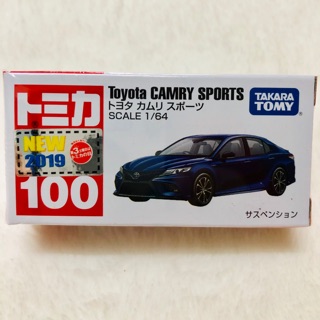 トミカ
NEW
2019
100
Toyota CAMRY SPORTS
トヨタ カムリ スポーツ
SCALE 1/64
TAKARA
TOMY
サスペンション